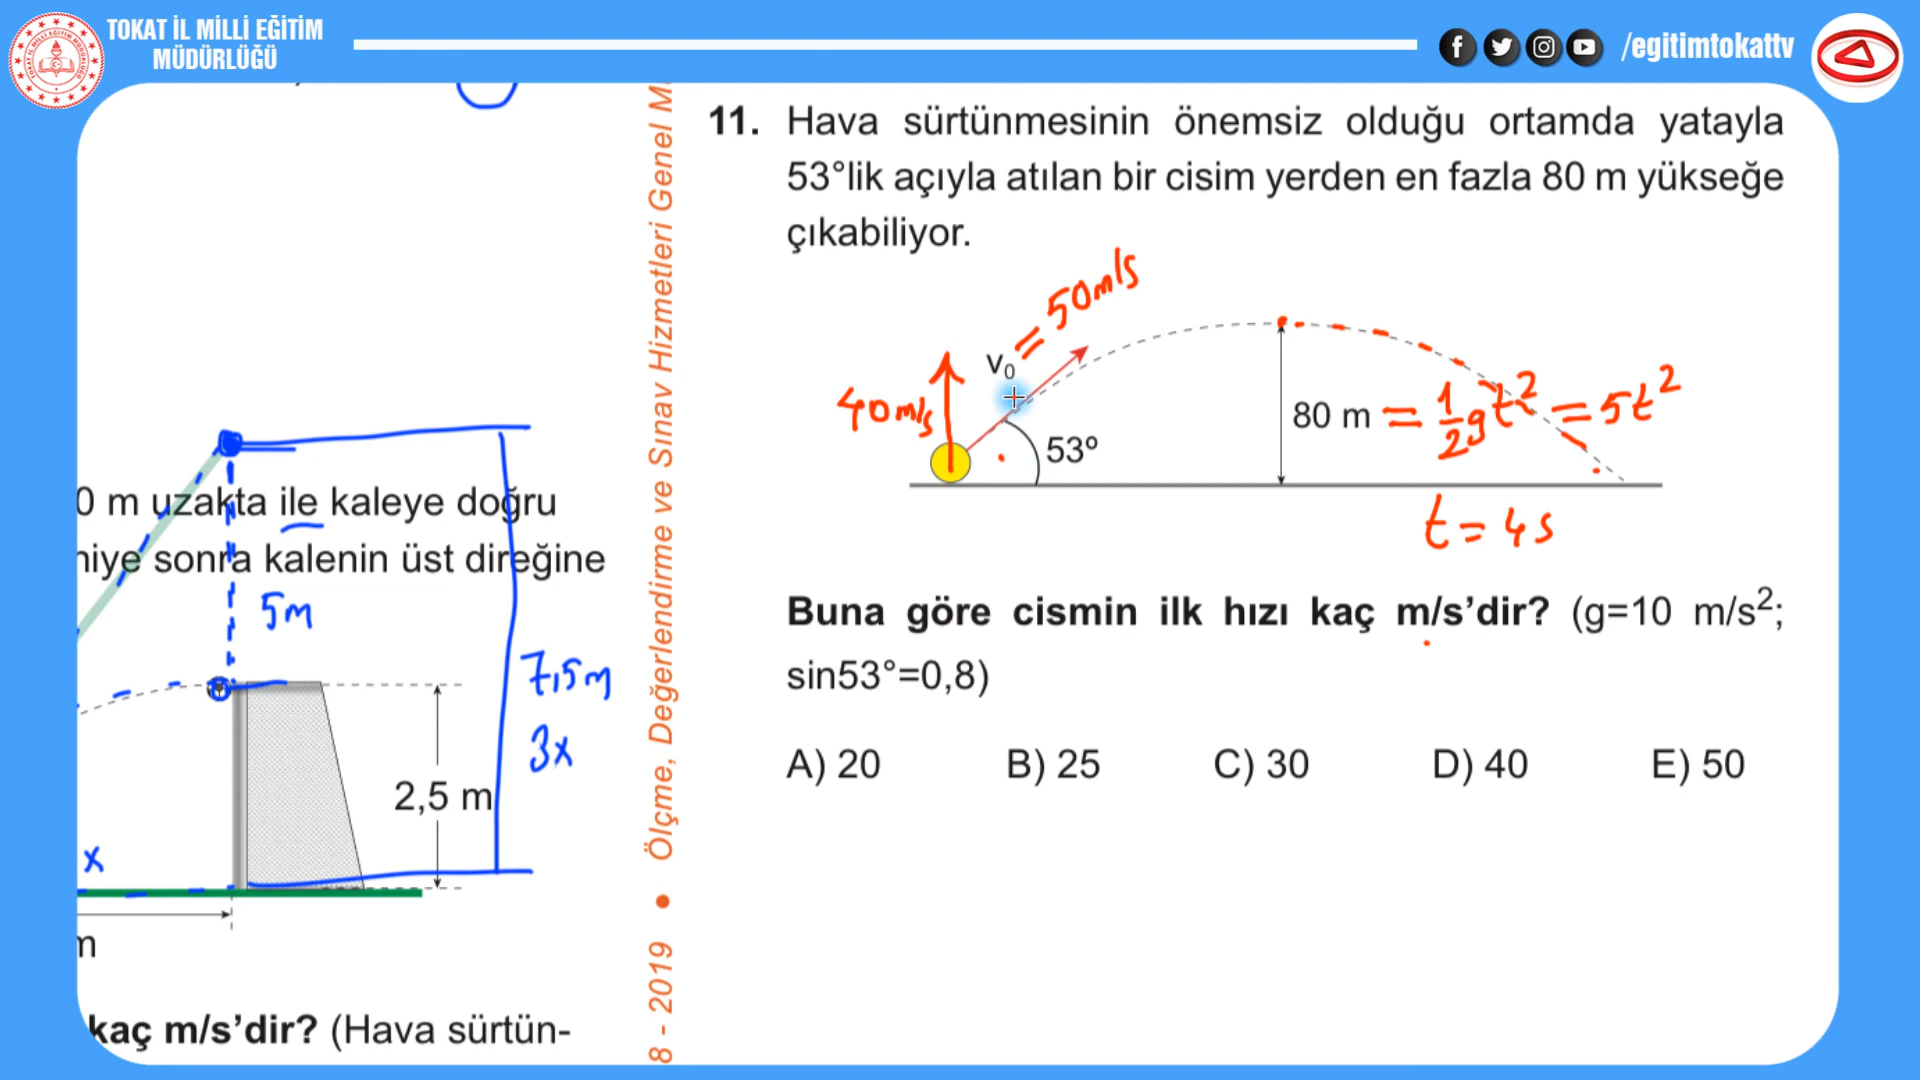 TOKAT İL MİLLİ EĞİTİM
MÜDÜRLÜĞÜ
/egitimtokattv
0 m uzakta ile kaleye doğru
niye sonra kalenin üst direğine
5m
7,5m
3x
2,5 m
x
m
kaç m/s'dir? (Hava sürtün-
8 - 2019 • Ölçme, Değerlendirme ve Sınav Hizmetleri Genel M
11. Hava sürtünmesinin önemsiz olduğu ortamda yatayla
53°lik açıyla atılan bir cisim yerden en fazla 80 m yükseğe
çıkabiliyor.
v₀ = 50m/s
40m/s
53º
80 m = 1/2 gt² = 5t²
t = 4s
Buna göre cismin ilk hızı kaç m/s'dir? (g=10 m/s²;
sin53°=0,8)
A) 20 B) 25 C) 30 D) 40 E) 50